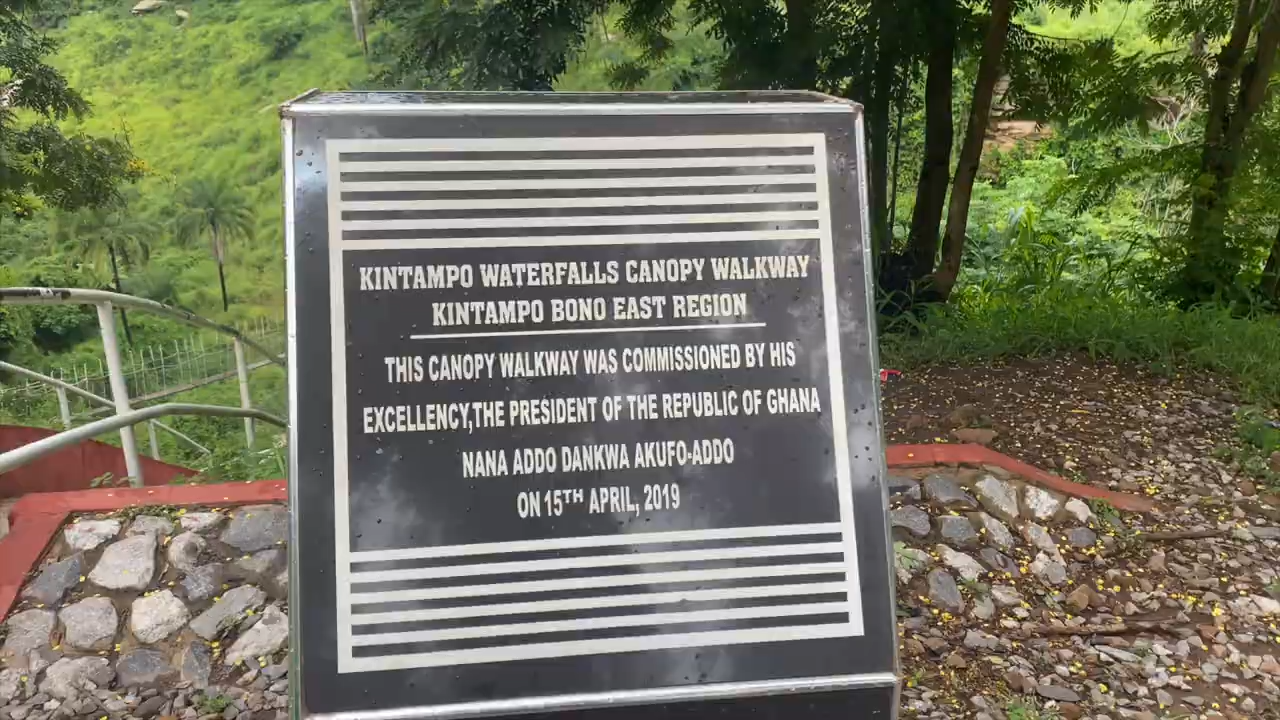 KINTAMPO WATERFALLS CANOPY WALKWAY
KINTAMPO BONO EAST REGION
THIS CANOPY WALKWAY WAS COMMISSIONED BY HIS
EXCELLENCY,THE PRESIDENT OF THE REPUBLIC OF GHANA
NANA ADDO DANKWA AKUFO-ADDO
ON 15TH APRIL, 2019